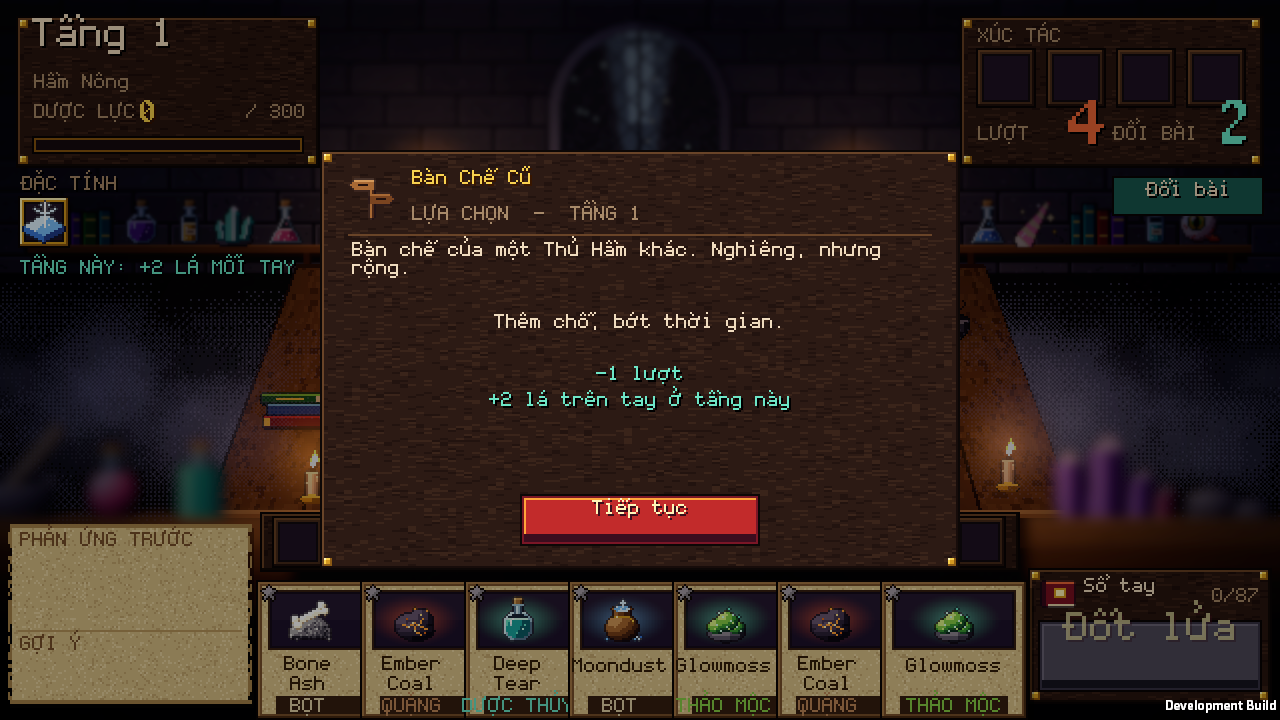 Tầng 1
Hầm Nông
DƯỢC LỰC 0 / 300
ĐẶC TÍNH
TẦNG NÀY: +2 LÁ MỖI TAY
XÚC TÁC
LƯỢT 4 ĐỔI BÀI 2
Đổi bài
Bàn Chế Cũ
LỰA CHỌN – TẦNG 1
Bàn chế của một Thủ Hầm khác. Nghiêng, nhưng
rộng.
Thêm chỗ, bớt thời gian.
-1 lượt
+2 lá trên tay ở tầng này
Tiếp tục
PHẢN ỨNG TRƯỚC
GỢI Ý
Bone
Ash
BỘT
Ember
Coal
QUẶNG
Deep
Tear
DƯỢC THỦY
Moondust
BỘT
Glowmoss
THẢO MỘC
Ember
Coal
QUẶNG
Glowmoss
THẢO MỘC
Sổ tay
0/87
Đốt lửa
Development Build